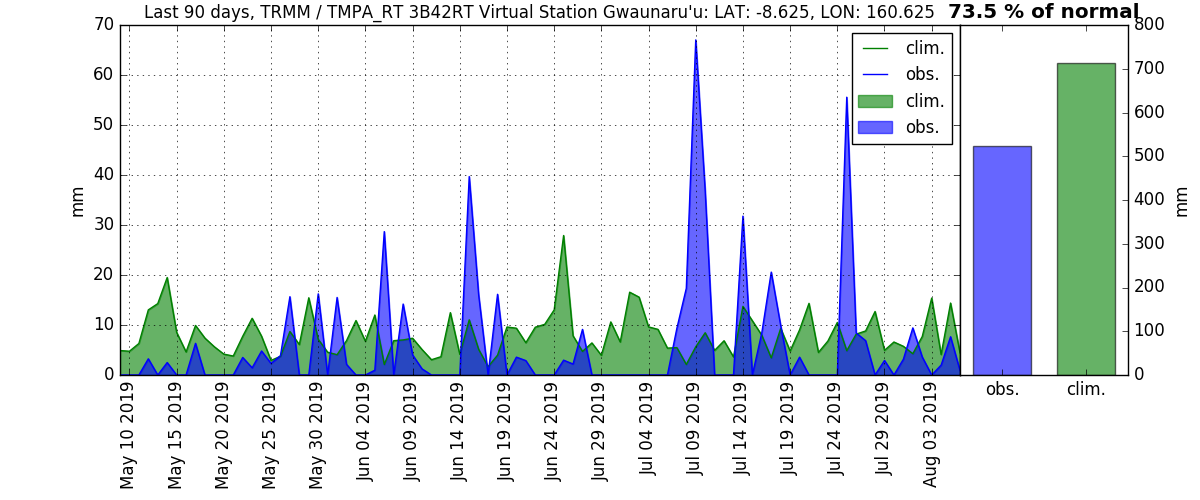 Last 90 days, TRMM / TMPA_RT 3B42RT Virtual Station Gwaunaru'u: LAT: -8.625, LON: 160.625 73.5 % of normal
70
60
50
40
30
20
10
0
mm
clim.
obs.
clim.
obs.
May 10 2019
May 15 2019
May 20 2019
May 25 2019
May 30 2019
Jun 04 2019
Jun 09 2019
Jun 14 2019
Jun 19 2019
Jun 24 2019
Jun 29 2019
Jul 04 2019
Jul 09 2019
Jul 14 2019
Jul 19 2019
Jul 24 2019
Jul 29 2019
Aug 03 2019
800
700
600
500
400
300
200
100
0
mm
obs. clim.